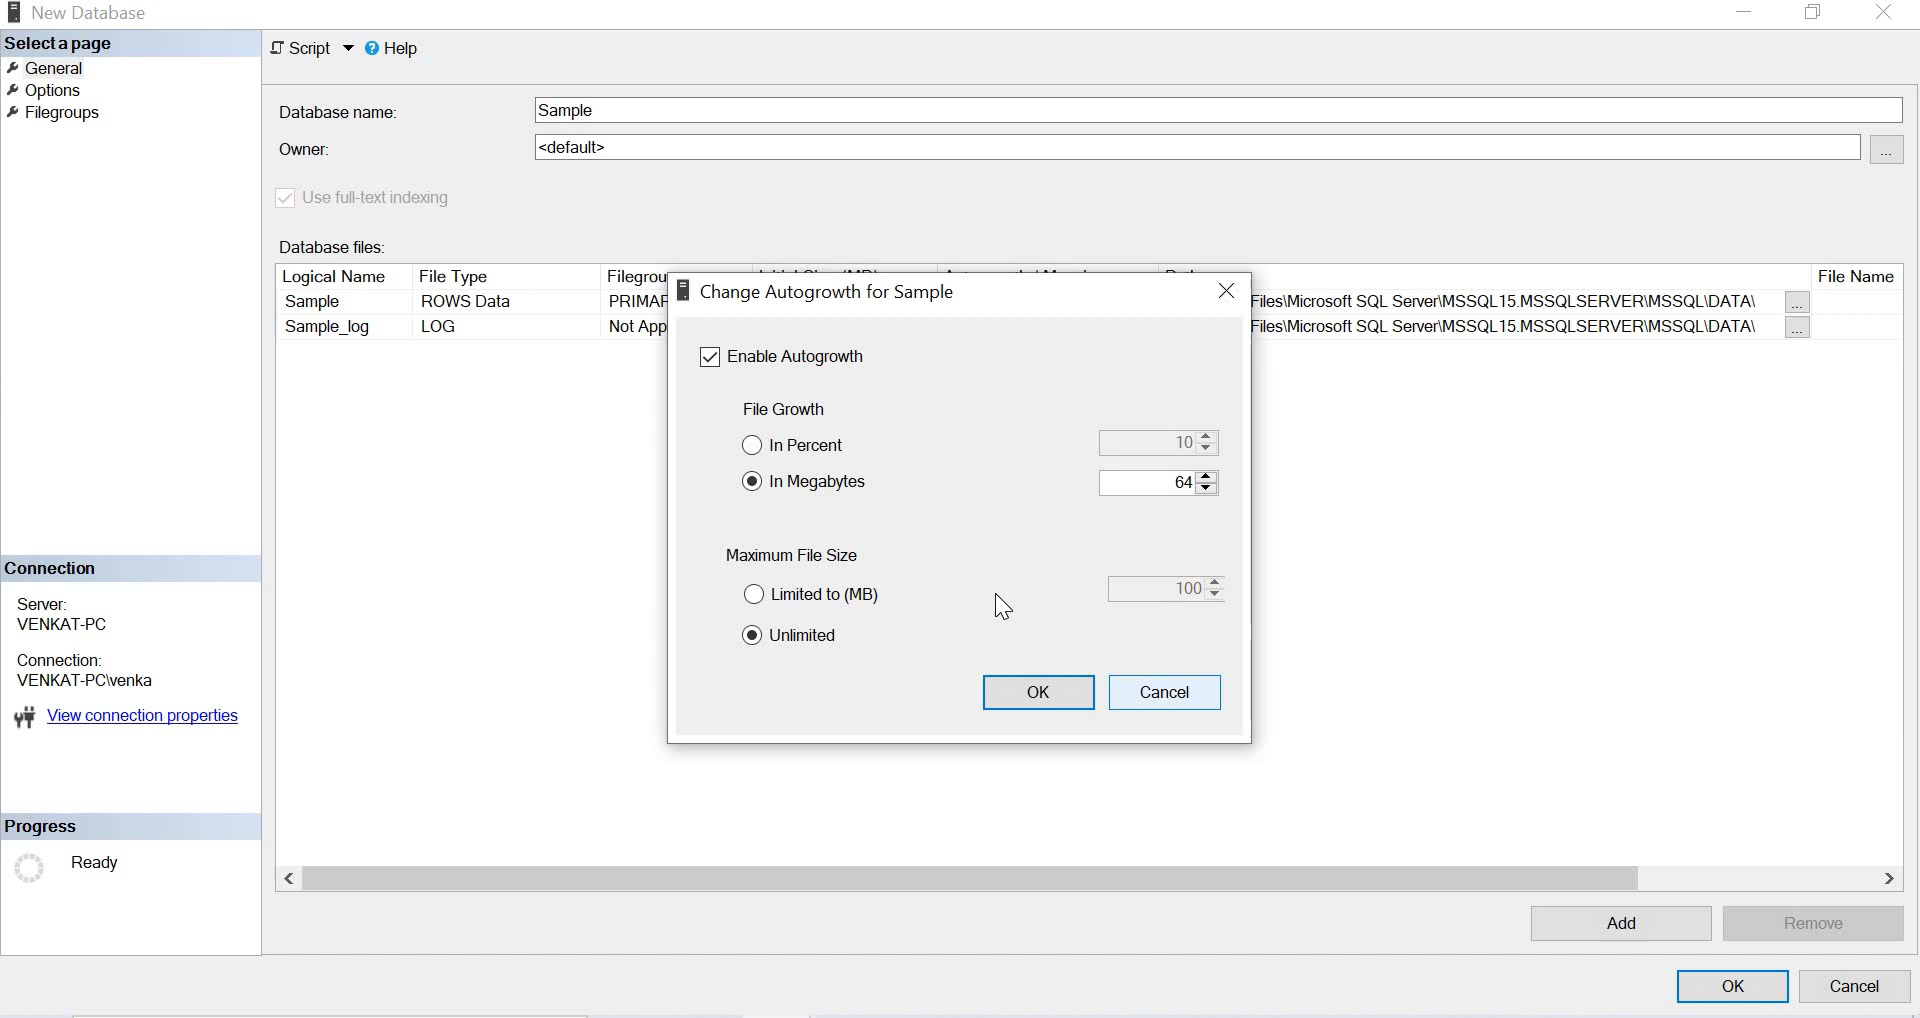 New Database
Select a page
General
Options
Filegroups
Script
Help
Database name:
Sample
Owner:
<default>
...
Use full-text indexing
Database files:
Logical Name File Type Filegrou File Name
Sample ROWS Data PRIMAR Files\Microsoft SQL Server\MSSQL15.MSSQLSERVER\MSSQL\DATA\ ...
Sample_log LOG Not App Files\Microsoft SQL Server\MSSQL15.MSSQLSERVER\MSSQL\DATA\ ...
Change Autogrowth for Sample
Enable Autogrowth
File Growth
In Percent 10
In Megabytes 64
Maximum File Size
Limited to (MB) 100
Unlimited
OK Cancel
Connection
Server:
VENKAT-PC
Connection:
VENKAT-PC\venka
View connection properties
Progress
Ready
Add Remove
OK Cancel